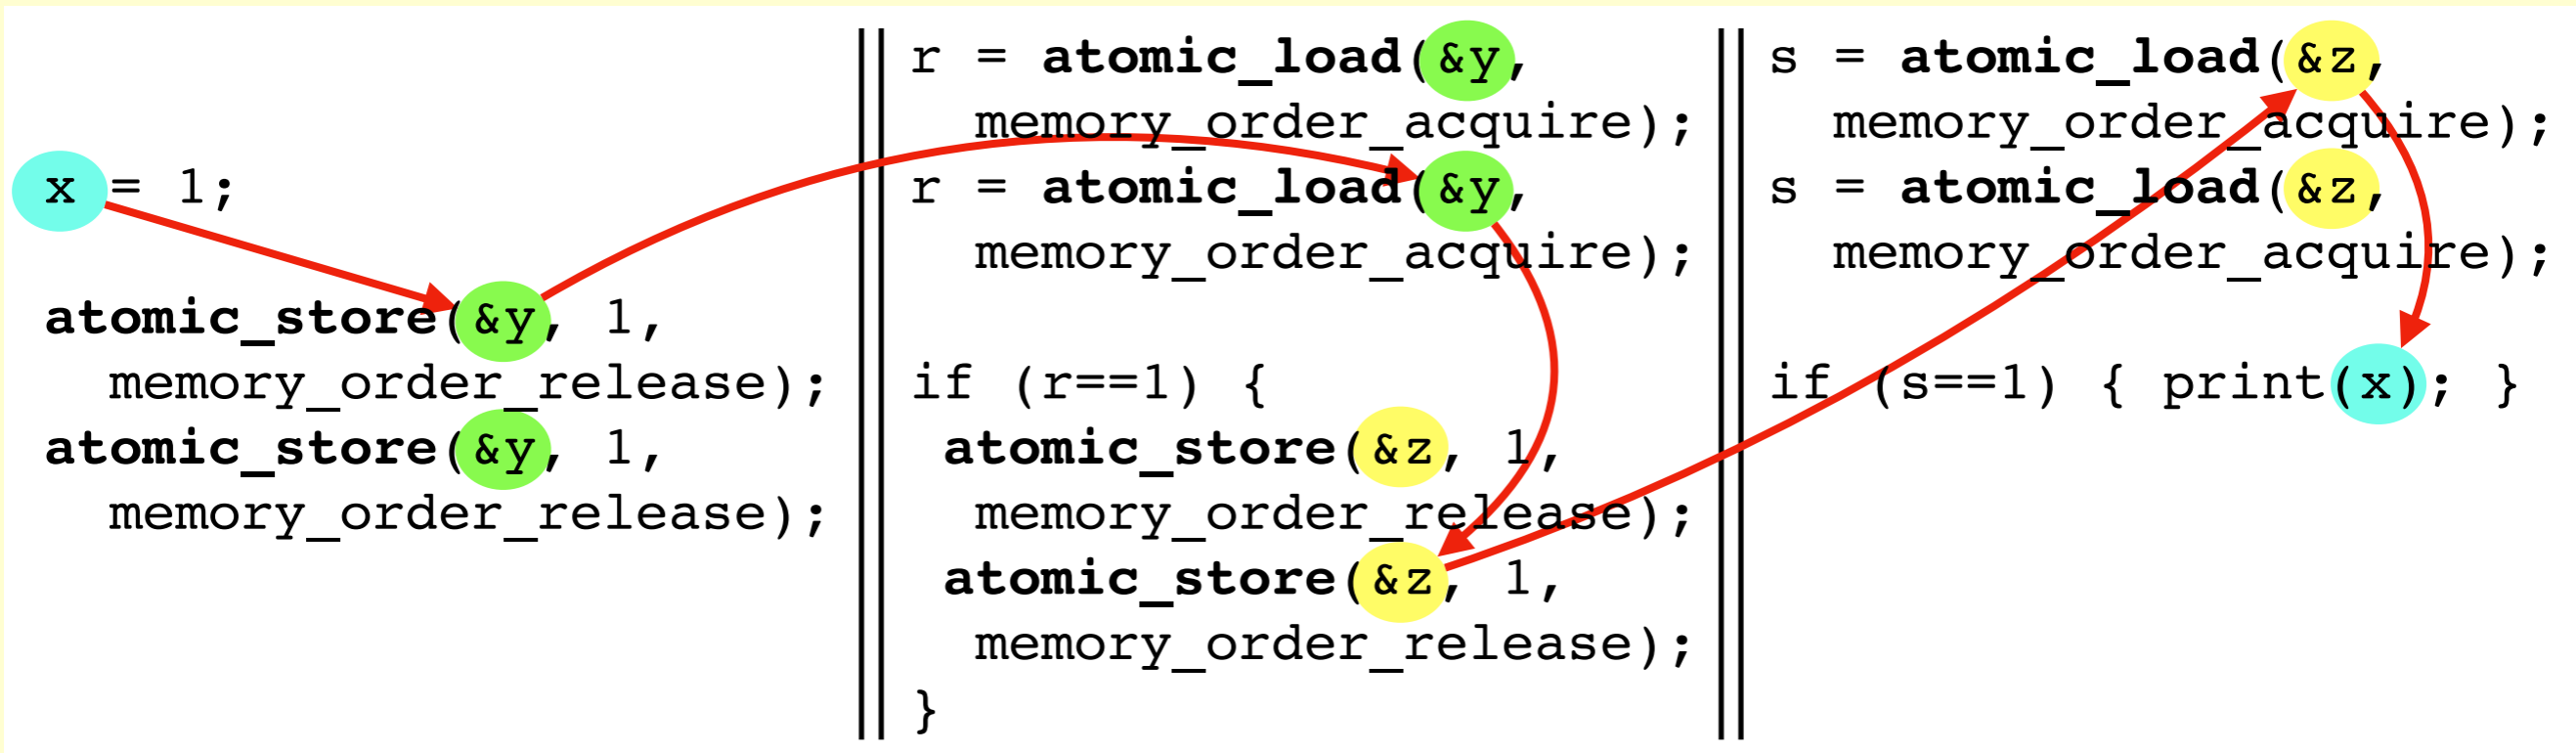 x = 1;
atomic_store(&y, 1,
memory_order_release);
atomic_store(&y, 1,
memory_order_release);
r = atomic_load(&y,
memory_order_acquire);
r = atomic_load(&y,
memory_order_acquire);
if (r==1) {
atomic_store(&z, 1,
memory_order_release);
atomic_store(&z, 1,
memory_order_release);
}
s = atomic_load(&z,
memory_order_acquire);
s = atomic_load(&z,
memory_order_acquire);
if (s==1) { print(x); }